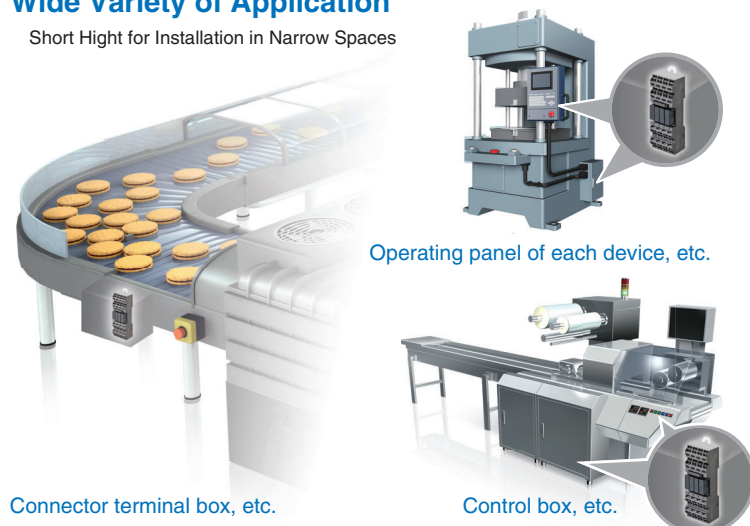 Wide Variety of Application
Short Hight for Installation in Narrow Spaces
Operating panel of each device, etc.
Connector terminal box, etc.
Control box, etc.